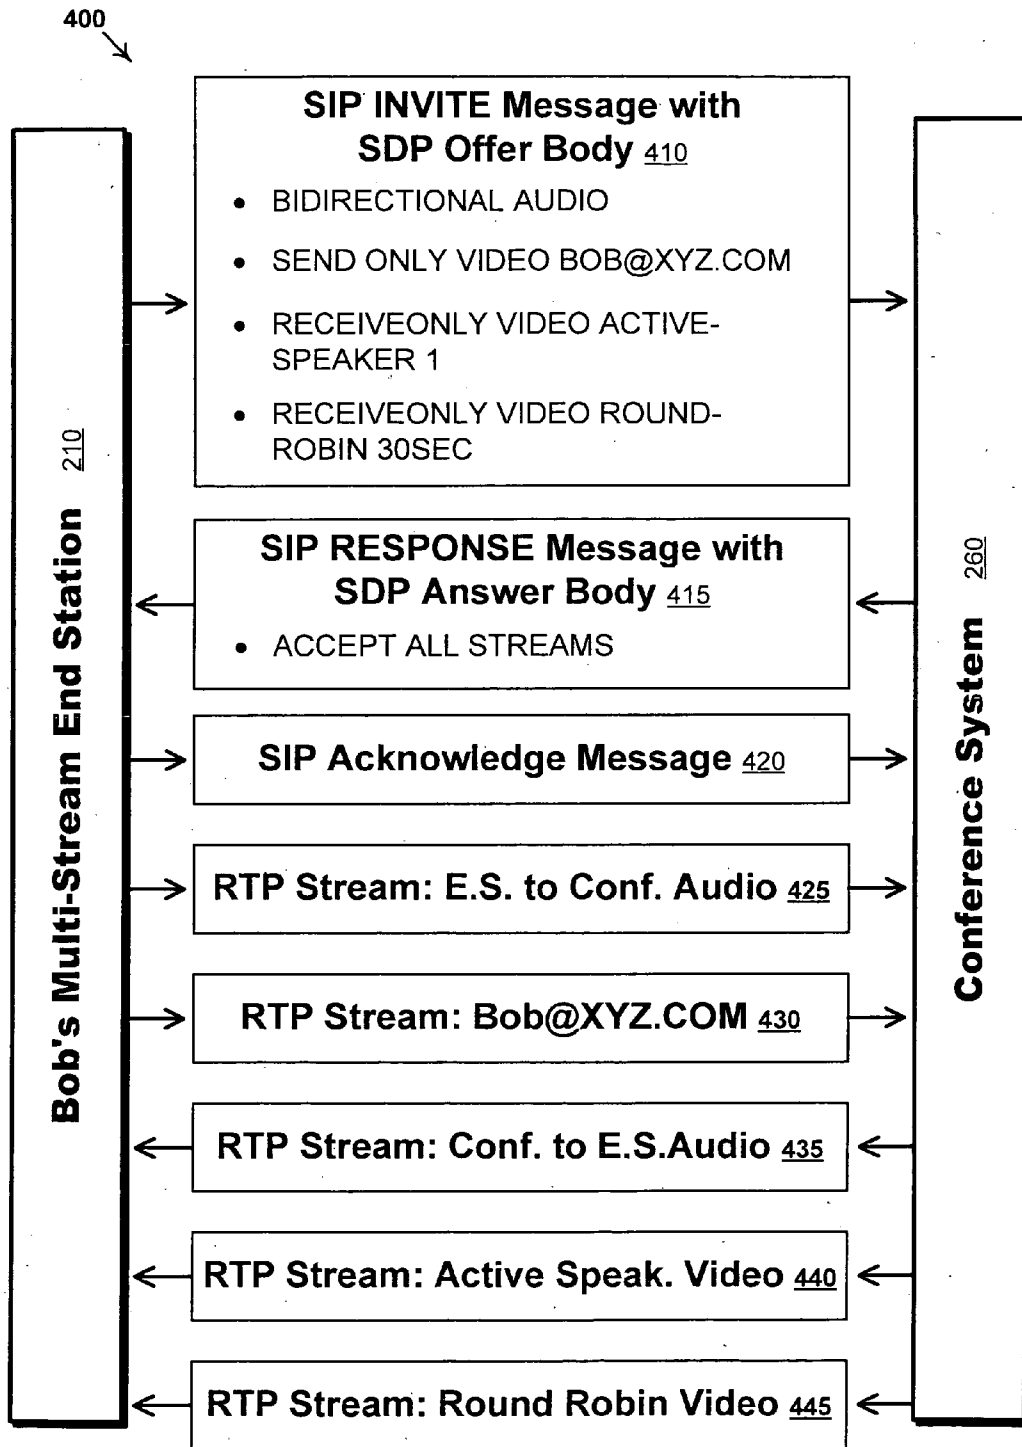 400
SIP INVITE Message with
SDP Offer Body 410
• BIDIRECTIONAL AUDIO
• SEND ONLY VIDEO BOB@XYZ.COM
• RECEIVEONLY VIDEO ACTIVE-
SPEAKER 1
• RECEIVEONLY VIDEO ROUND-
ROBIN 30SEC
Bob's Multi-Stream End Station 210
Conference System 260
SIP RESPONSE Message with
SDP Answer Body 415
• ACCEPT ALL STREAMS
SIP Acknowledge Message 420
RTP Stream: E.S. to Conf. Audio 425
RTP Stream: Bob@XYZ.COM 430
RTP Stream: Conf. to E.S.Audio 435
RTP Stream: Active Speak. Video 440
RTP Stream: Round Robin Video 445